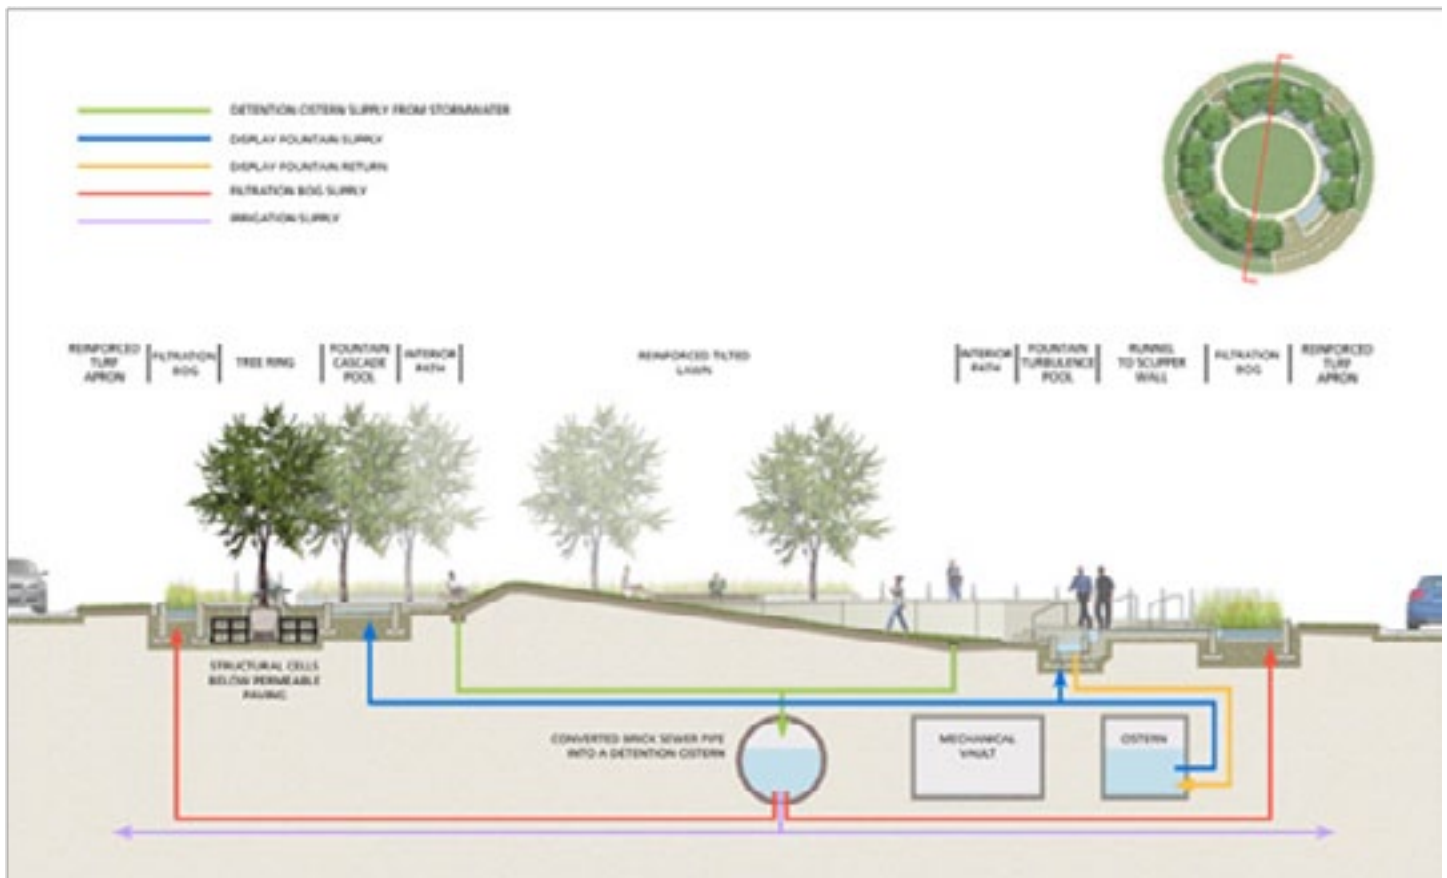 DETENTION CISTERN SUPPLY FROM STORMWATER
DISPLAY FOUNTAIN SUPPLY
DISPLAY FOUNTAIN RETURN
FILTRATION BOG SUPPLY
IRRIGATION SUPPLY
REINFORCED
TURF
APRON
FILTRATION
BOG
TREE RING
FOUNTAIN
CASCADE
POOL
INTERIOR
PATH
REINFORCED TILTED
LAWN
INTERIOR
PATH
FOUNTAIN
TURBULENCE
POOL
RUNNEL
TO SCUPPER
WALL
FILTRATION
BOG
REINFORCED
TURF
APRON
STRUCTURAL CELLS
BELOW PERMEABLE
PAVING
CONVERTED BRICK SEWER PIPE
INTO A DETENTION CISTERN
MECHANICAL
VAULT
CISTERN